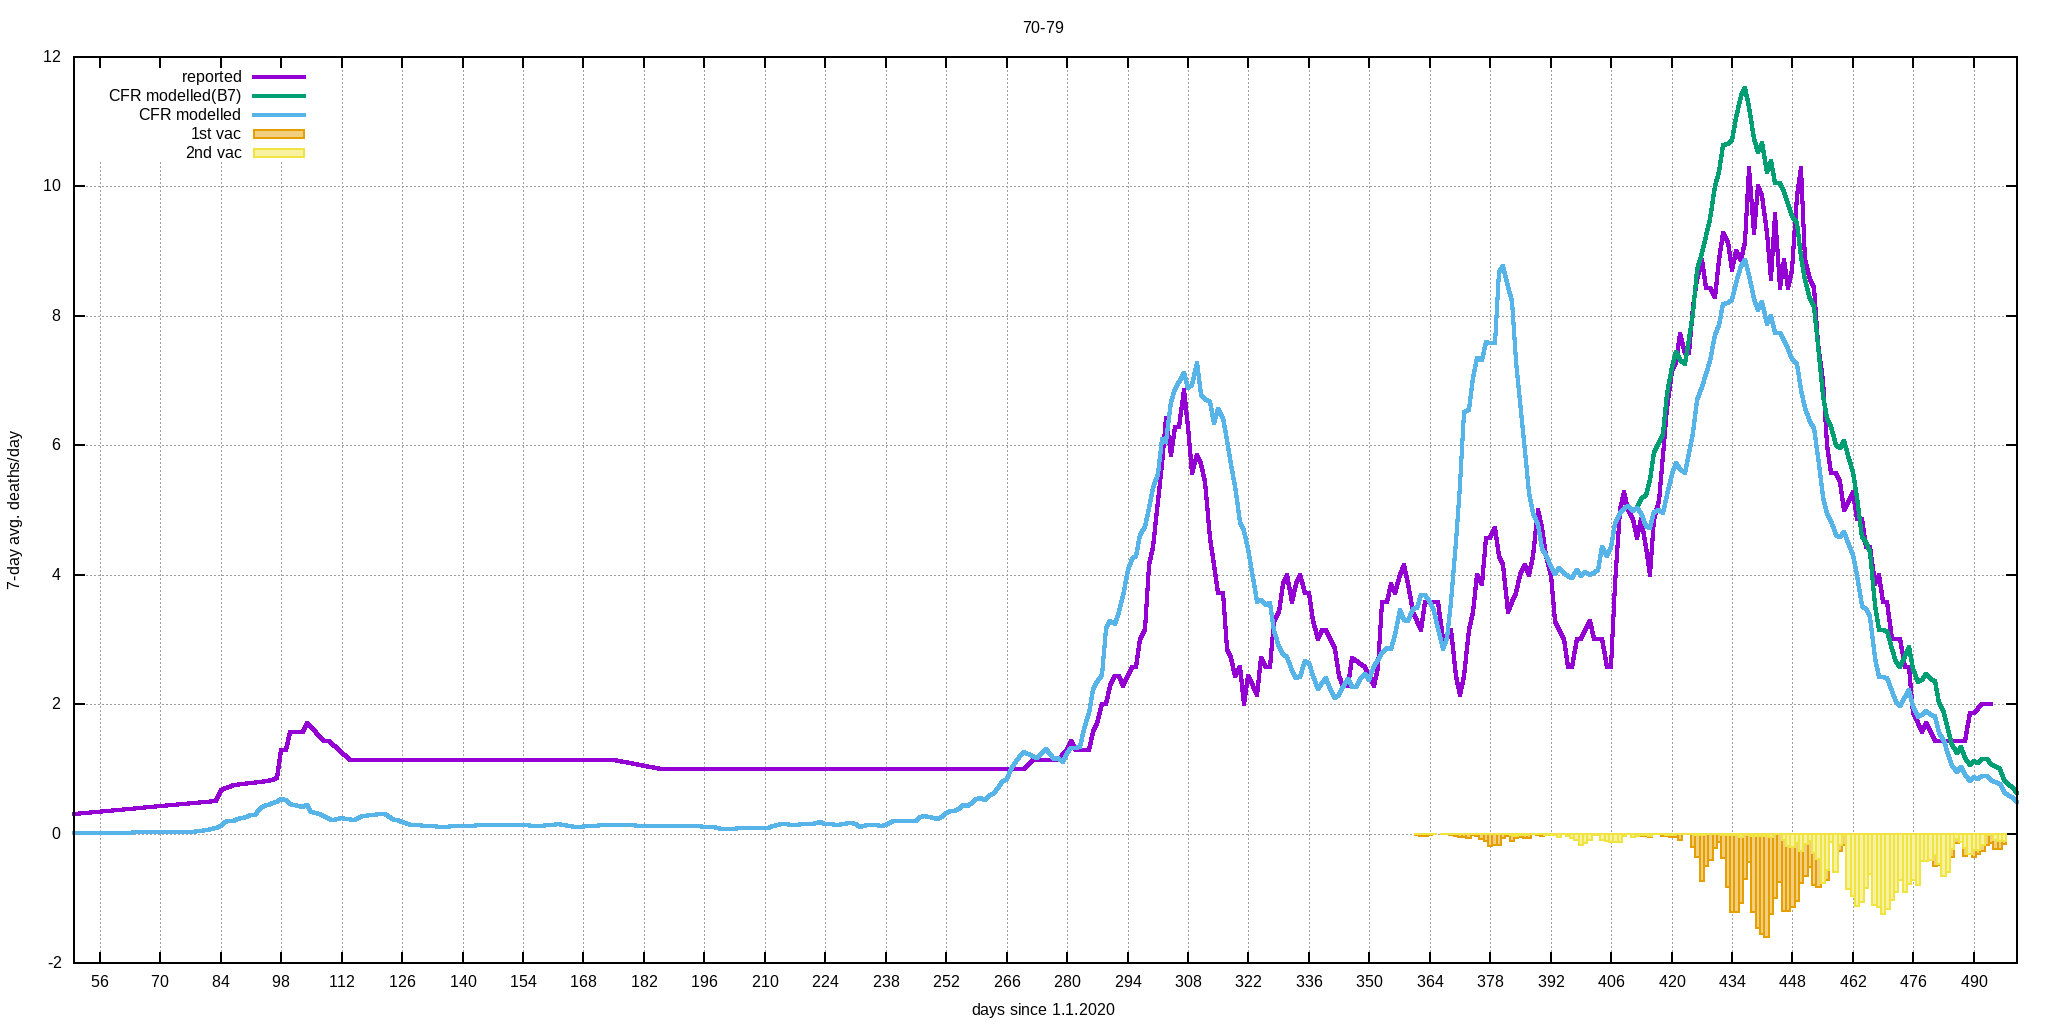 70-79
reported
CFR modelled(B7)
CFR modelled
1st vac
2nd vac
7-day avg. deaths/day
12
10
8
6
4
2
0
-2
56 70 84 98 112 126 140 154 168 182 196 210 224 238 252 266 280 294 308 322 336 350 364 378 392 406 420 434 448 462 476 490
days since 1.1.2020